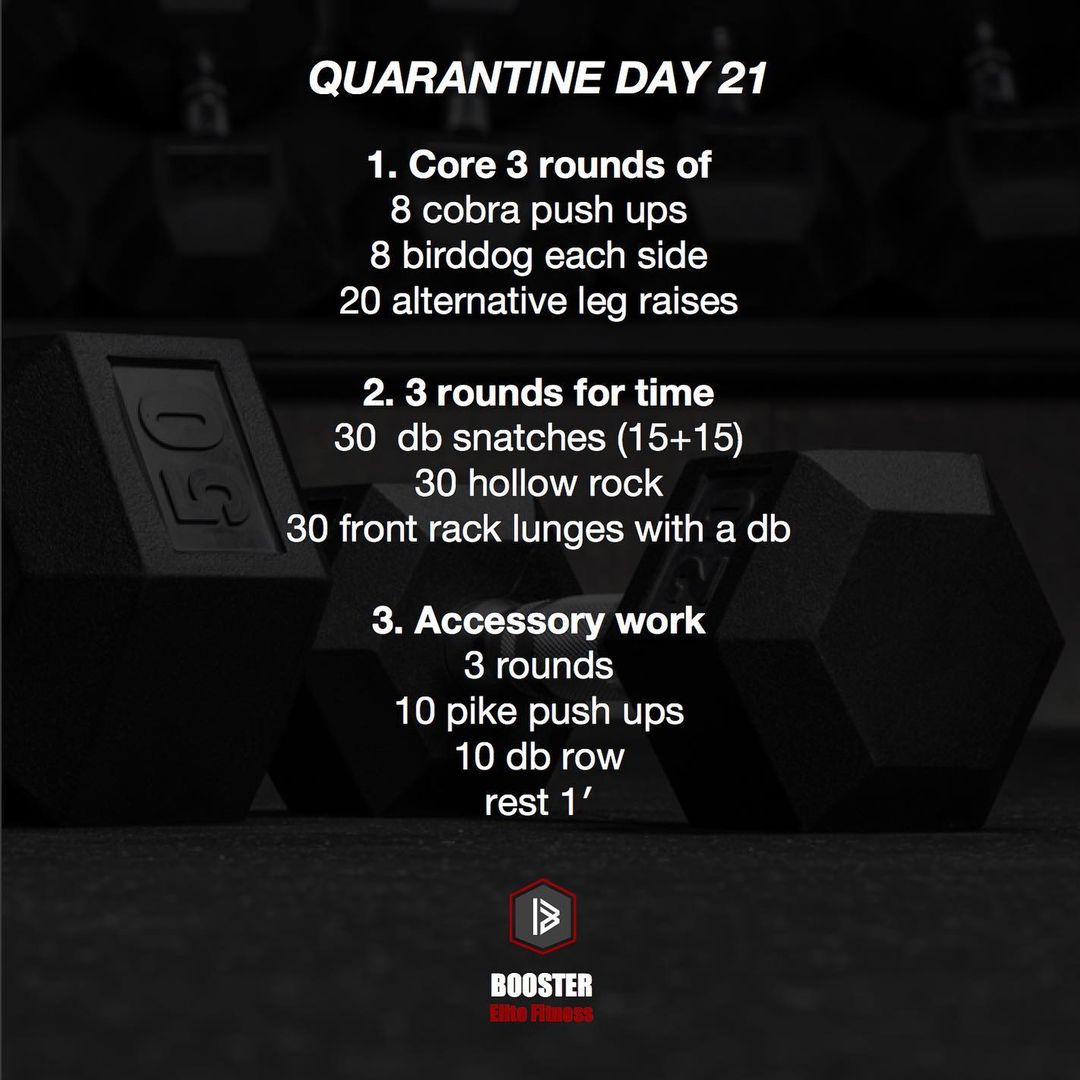 QUARANTINE DAY 21
1. Core 3 rounds of
8 cobra push ups
8 birddog each side
20 alternative leg raises
2. 3 rounds for time
30 db snatches (15+15)
30 hollow rock
30 front rack lunges with a db
3. Accessory work
3 rounds
10 pike push ups
10 db row
rest 1′
50
B
BOOSTER
Elite Fitness